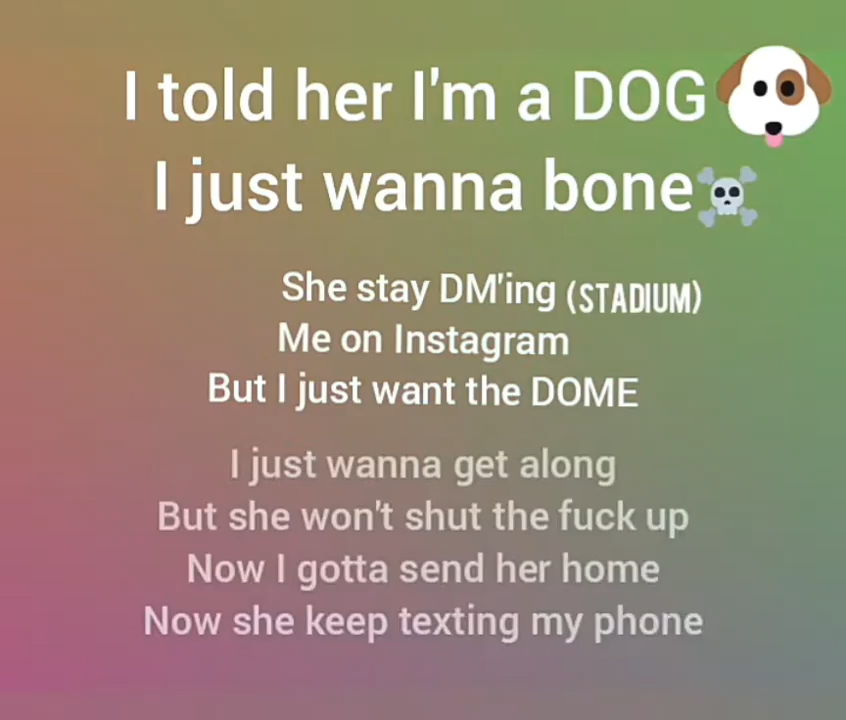 I told her I'm a DOG🐶
I just wanna bone☠️
She stay DM'ing (STADIUM)
Me on Instagram
But I just want the DOME
I just wanna get along
But she won't shut the fuck up
Now I gotta send her home
Now she keep texting my phone